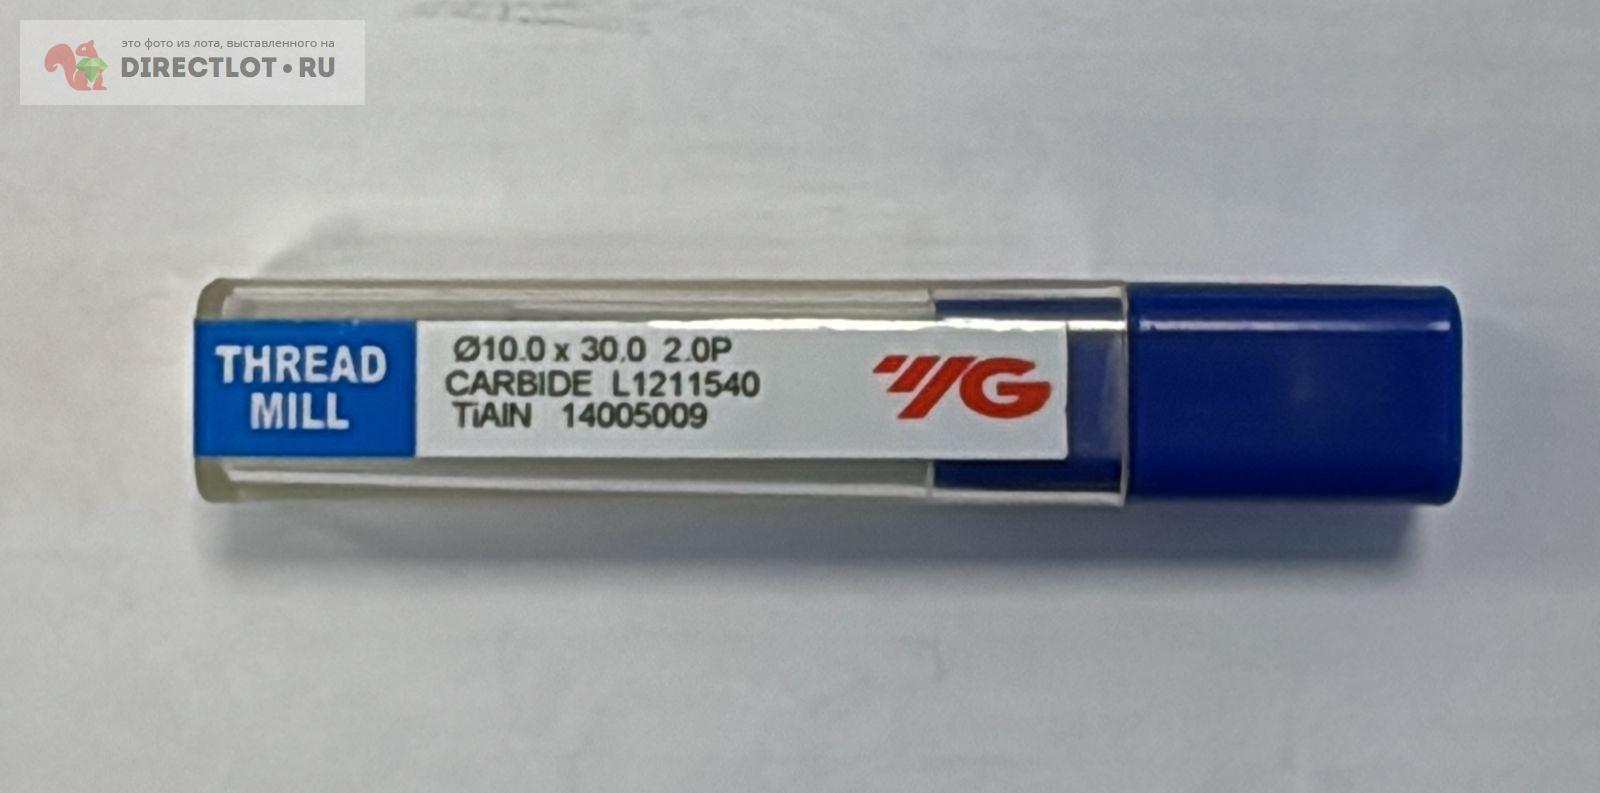 это фото из лота, выставленного на
DIRECTLOT•RU
THREAD
MILL
Ø10.0 x 30.0 2.0P
CARBIDE L1211540
TiAlN 14005009
YG